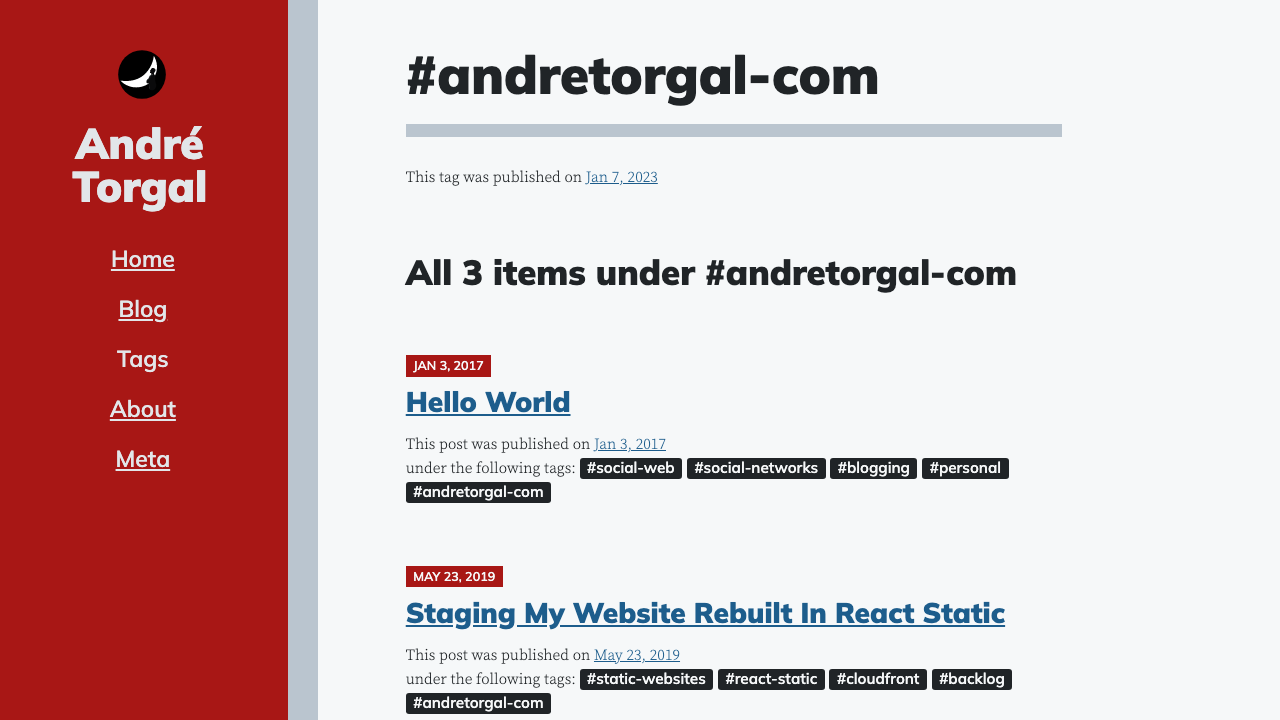 André
Torgal
Home
Blog
Tags
About
Meta
#andretorgal-com
This tag was published on Jan 7, 2023
All 3 items under #andretorgal-com
JAN 3, 2017
Hello World
This post was published on Jan 3, 2017
under the following tags: #social-web #social-networks #blogging #personal
#andretorgal-com
MAY 23, 2019
Staging My Website Rebuilt In React Static
This post was published on May 23, 2019
under the following tags: #static-websites #react-static #cloudfront #backlog
#andretorgal-com